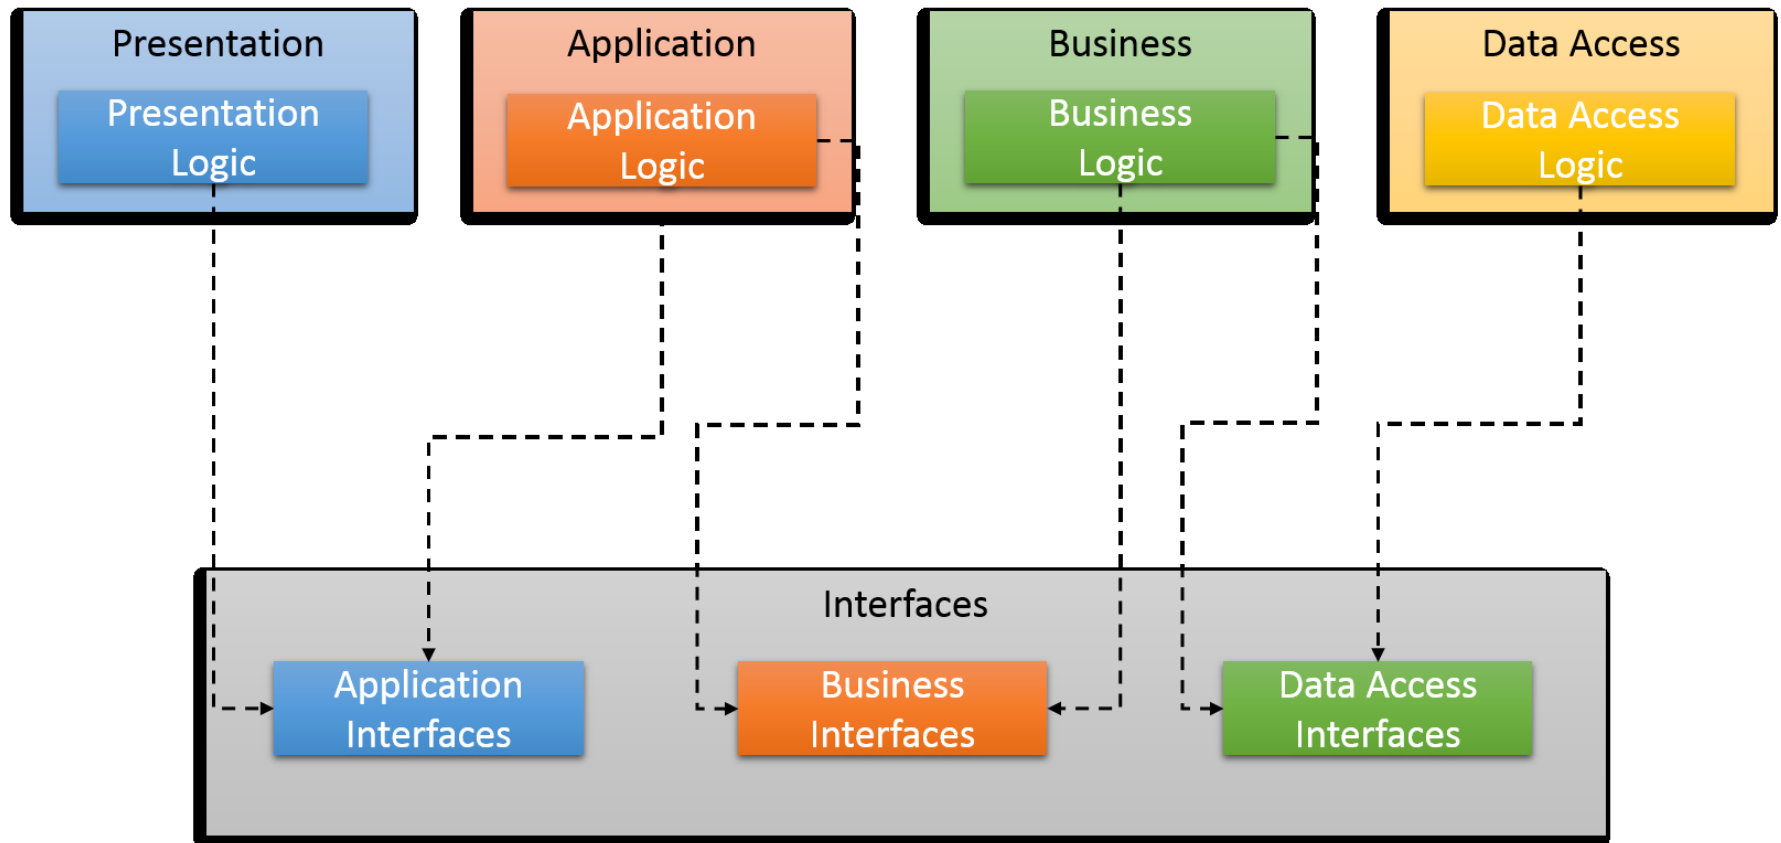 Presentation
Presentation
Logic
Application
Application
Logic
Business
Business
Logic
Data Access
Data Access
Logic
Interfaces
Application
Interfaces
Business
Interfaces
Data Access
Interfaces